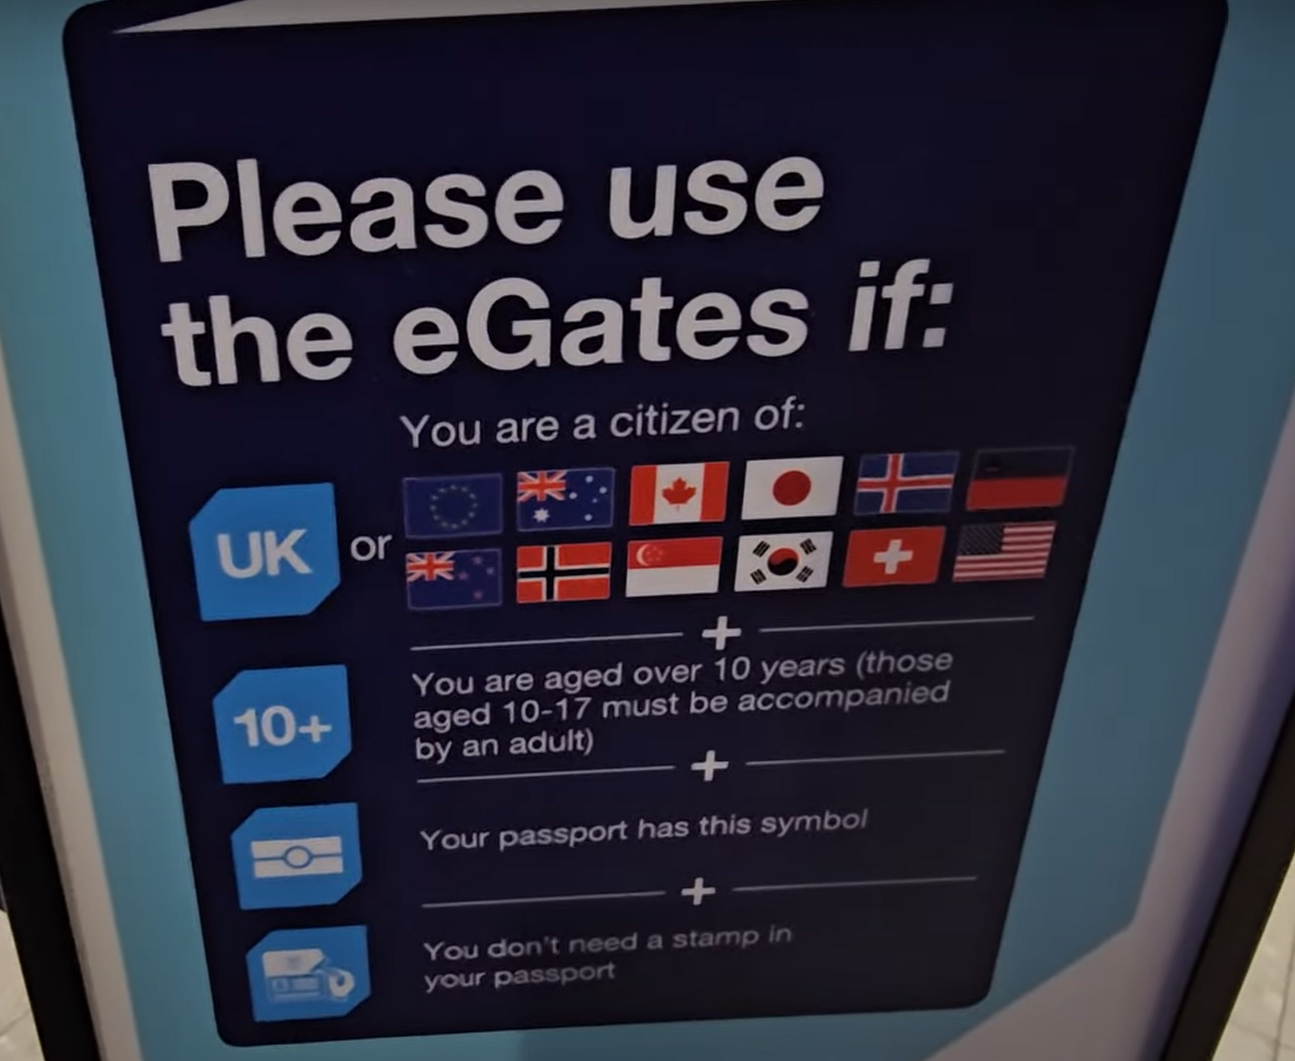 Please use
the eGates if:
You are a citizen of:
UK or
+
10+
You are aged over 10 years (those
aged 10-17 must be accompanied
by an adult)
+
Your passport has this symbol
+
You don't need a stamp in
your passport